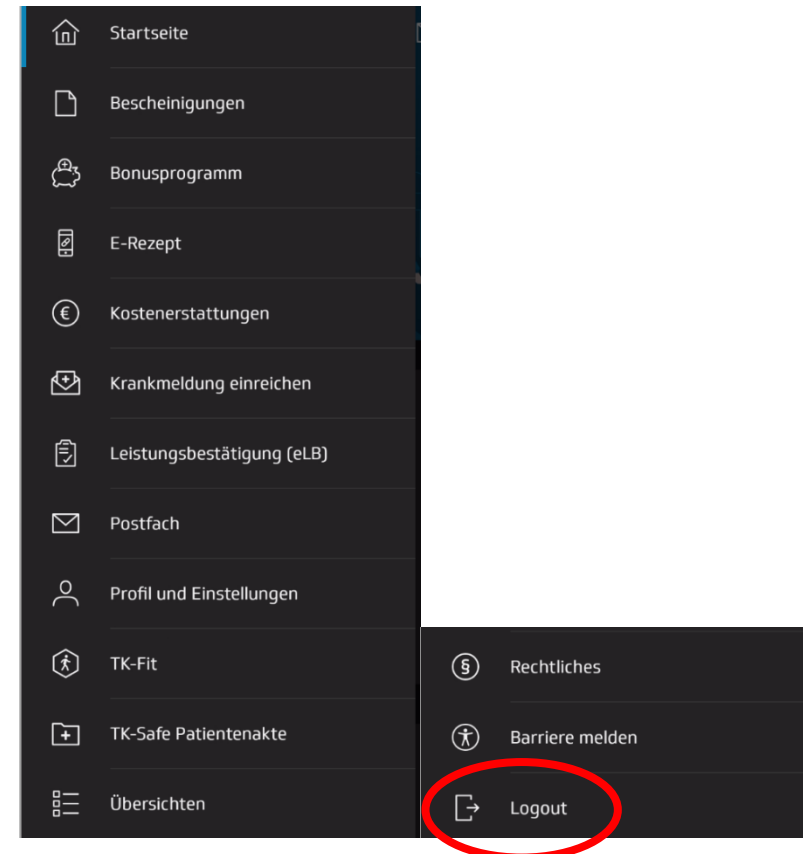 Startseite
Bescheinigungen
Bonusprogramm
E-Rezept
Kostenerstattungen
Krankmeldung einreichen
Leistungsbestätigung (eLB)
Postfach
Profil und Einstellungen
TK-Fit
TK-Safe Patientenakte
Übersichten
Rechtliches
Barriere melden
Logout